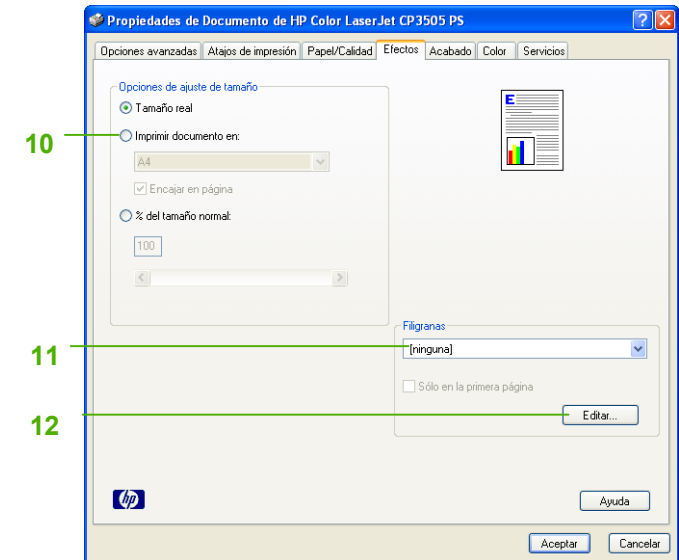 Propiedades de Documento de HP Color LaserJet CP3505 PS
Opciones avanzadas Atajos de impresión Papel/Calidad Efectos Acabado Color Servicios
Opciones de ajuste de tamaño
Tamaño real
E
10
Imprimir documento en:
A4
Encajar en página
% del tamaño normal:
100
Filigranas
11
[ninguna]
Sólo en la primera página
12
Editar...
hp
Ayuda
Aceptar Cancelar